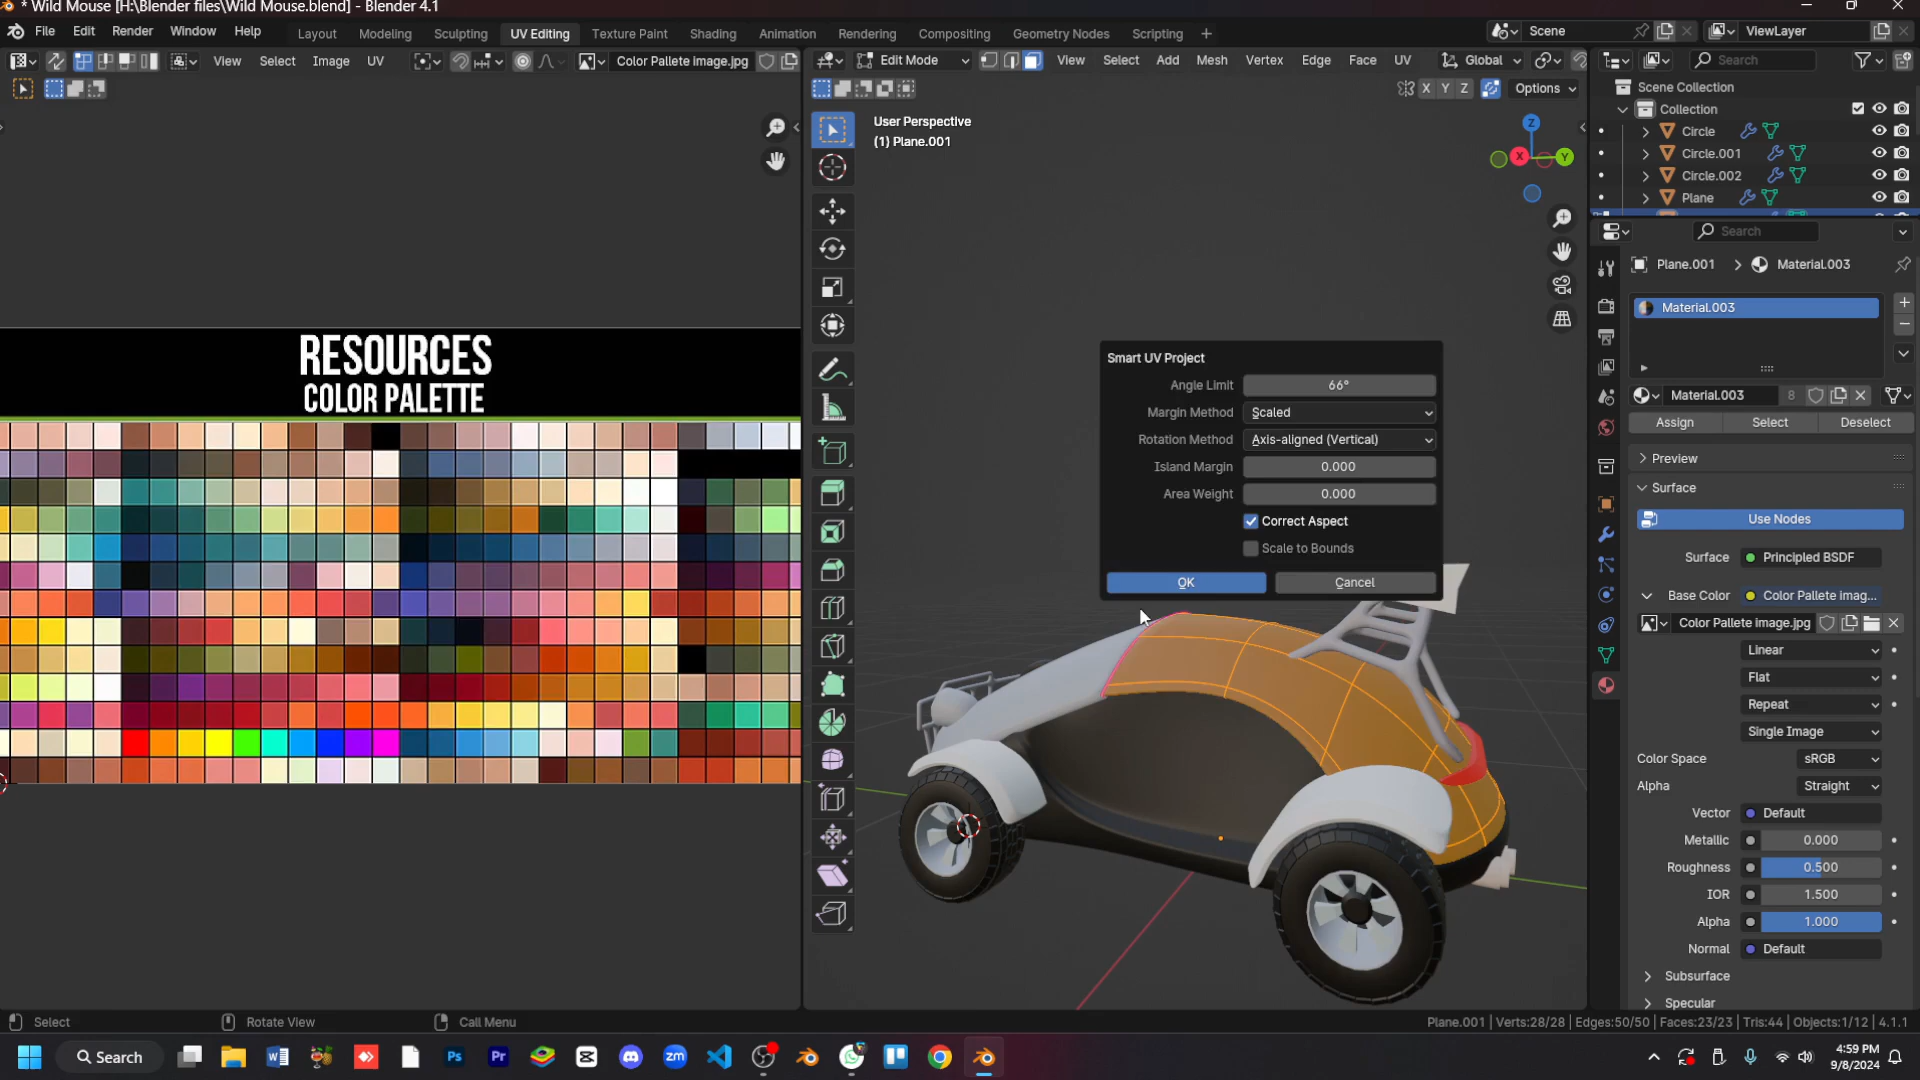 * Wild Mouse [H:\Blender files\Wild Mouse.blend] - Blender 4.1
File Edit Render Window Help
Layout Modeling Sculpting UV Editing Texture Paint Shading Animation Rendering Compositing Geometry Nodes Scripting +
Scene
ViewLayer
View Select Image UV
Color Pallete image.jpg
Edit Mode
View Select Add Mesh Vertex Edge Face UV
Global
Search
X Y Z
Options
User Perspective
(1) Plane.001
Z
X
Y
Scene Collection
Collection
Circle
Circle.001
Circle.002
Plane
Search
Plane.001 > Material.003
Material.003
Material.003 8
Assign Select Deselect
Preview
Surface
Use Nodes
Surface Principled BSDF
Base Color Color Pallete imag...
Color Pallete image.jpg
Linear
Flat
Repeat
Single Image
Color Space sRGB
Alpha Straight
Vector Default
Metallic 0.000
Roughness 0.500
IOR 1.500
Alpha 1.000
Normal Default
Subsurface
Specular
RESOURCES
COLOR PALETTE
Smart UV Project
Angle Limit 66°
Margin Method Scaled
Rotation Method Axis-aligned (Vertical)
Island Margin 0.000
Area Weight 0.000
Correct Aspect
Scale to Bounds
OK Cancel
Select Rotate View Call Menu
Plane.001 | Verts:28/28 | Edges:50/50 | Faces:23/23 | Tris:44 | Objects:1/12 | 4.1.1
Search
W
Ps
Pr
zm
4:59 PM
9/8/2024